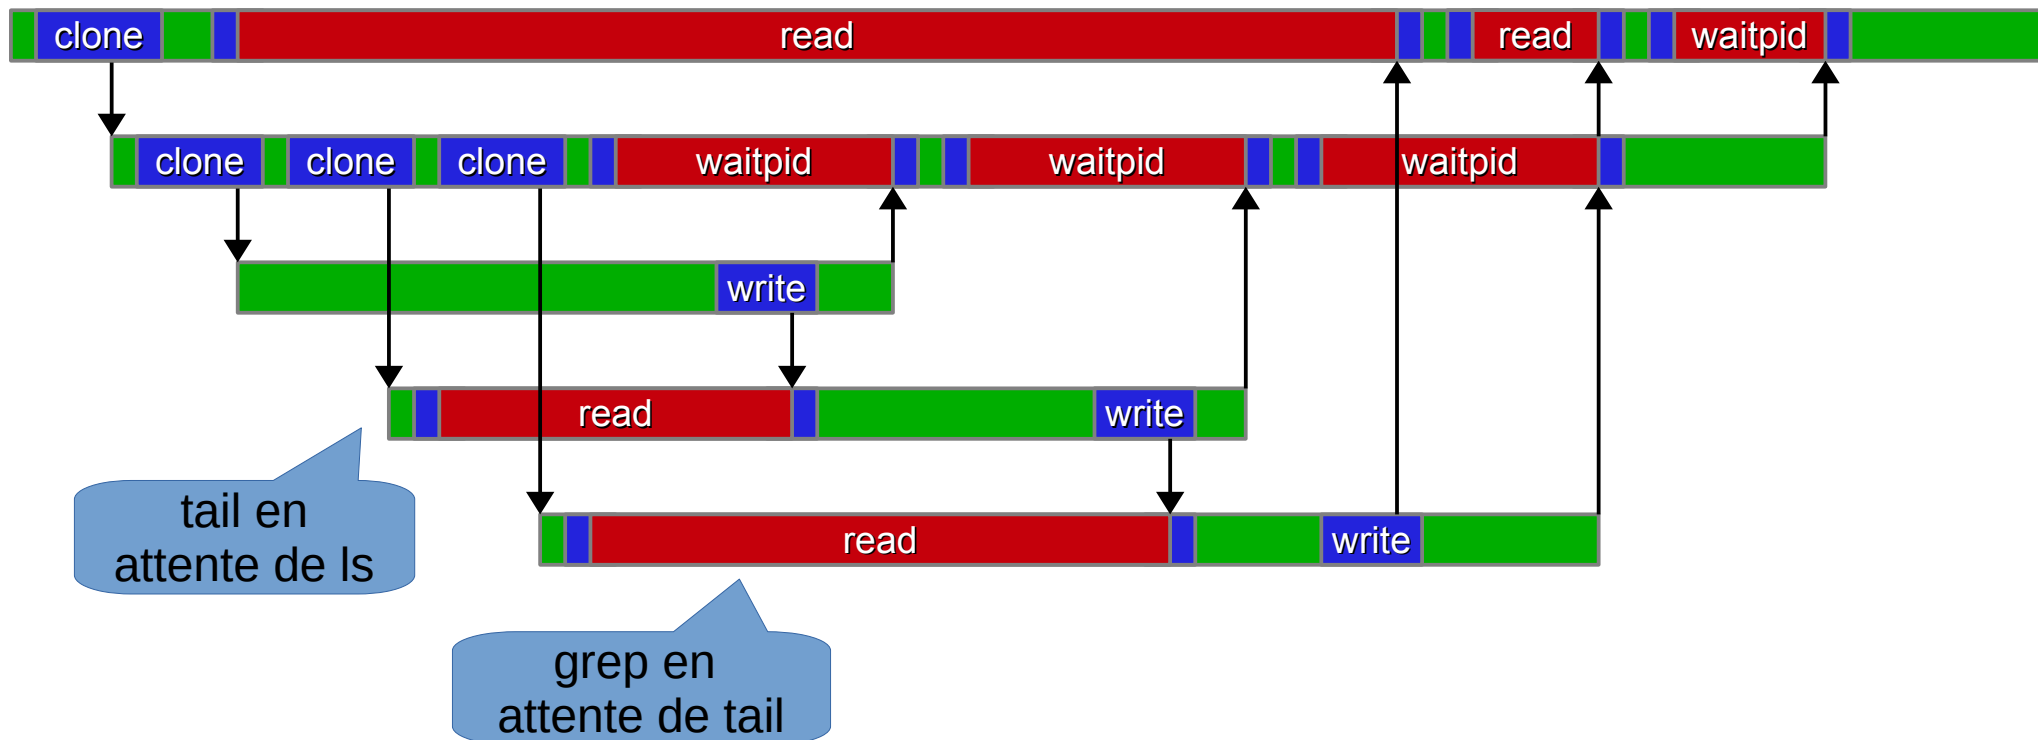 clone read read waitpid
clone clone clone waitpid waitpid waitpid
write
read write
read write
tail en
attente de ls
grep en
attente de tail